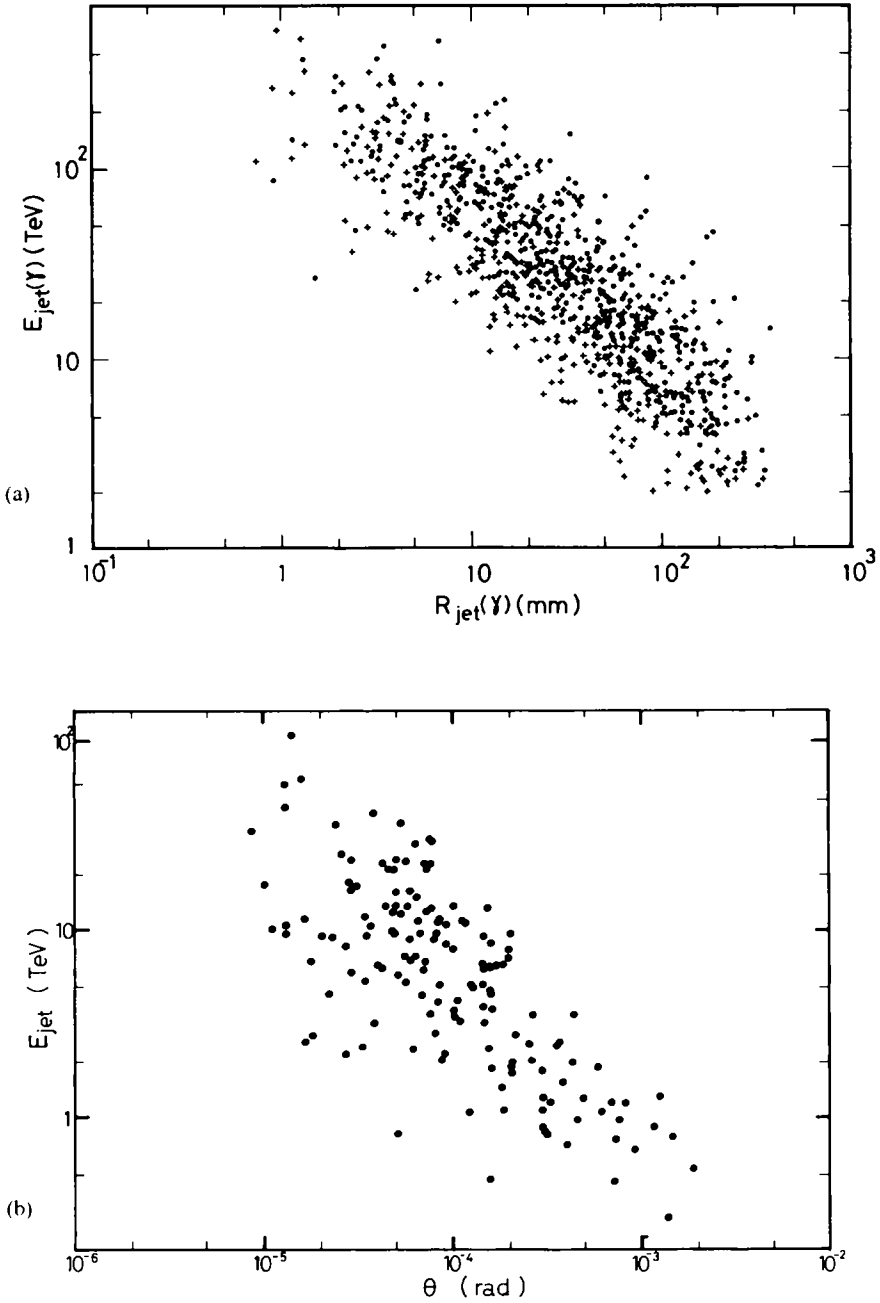 10²
10
1
E_jet(γ) (TeV)
(a)
10⁻¹ 1 10 10² 10³
R_jet(γ) (mm)
10²
10
1
E_jet (TeV)
(b)
10⁻⁶ 10⁻⁵ 10⁻⁴ 10⁻³ 10⁻²
θ (rad)